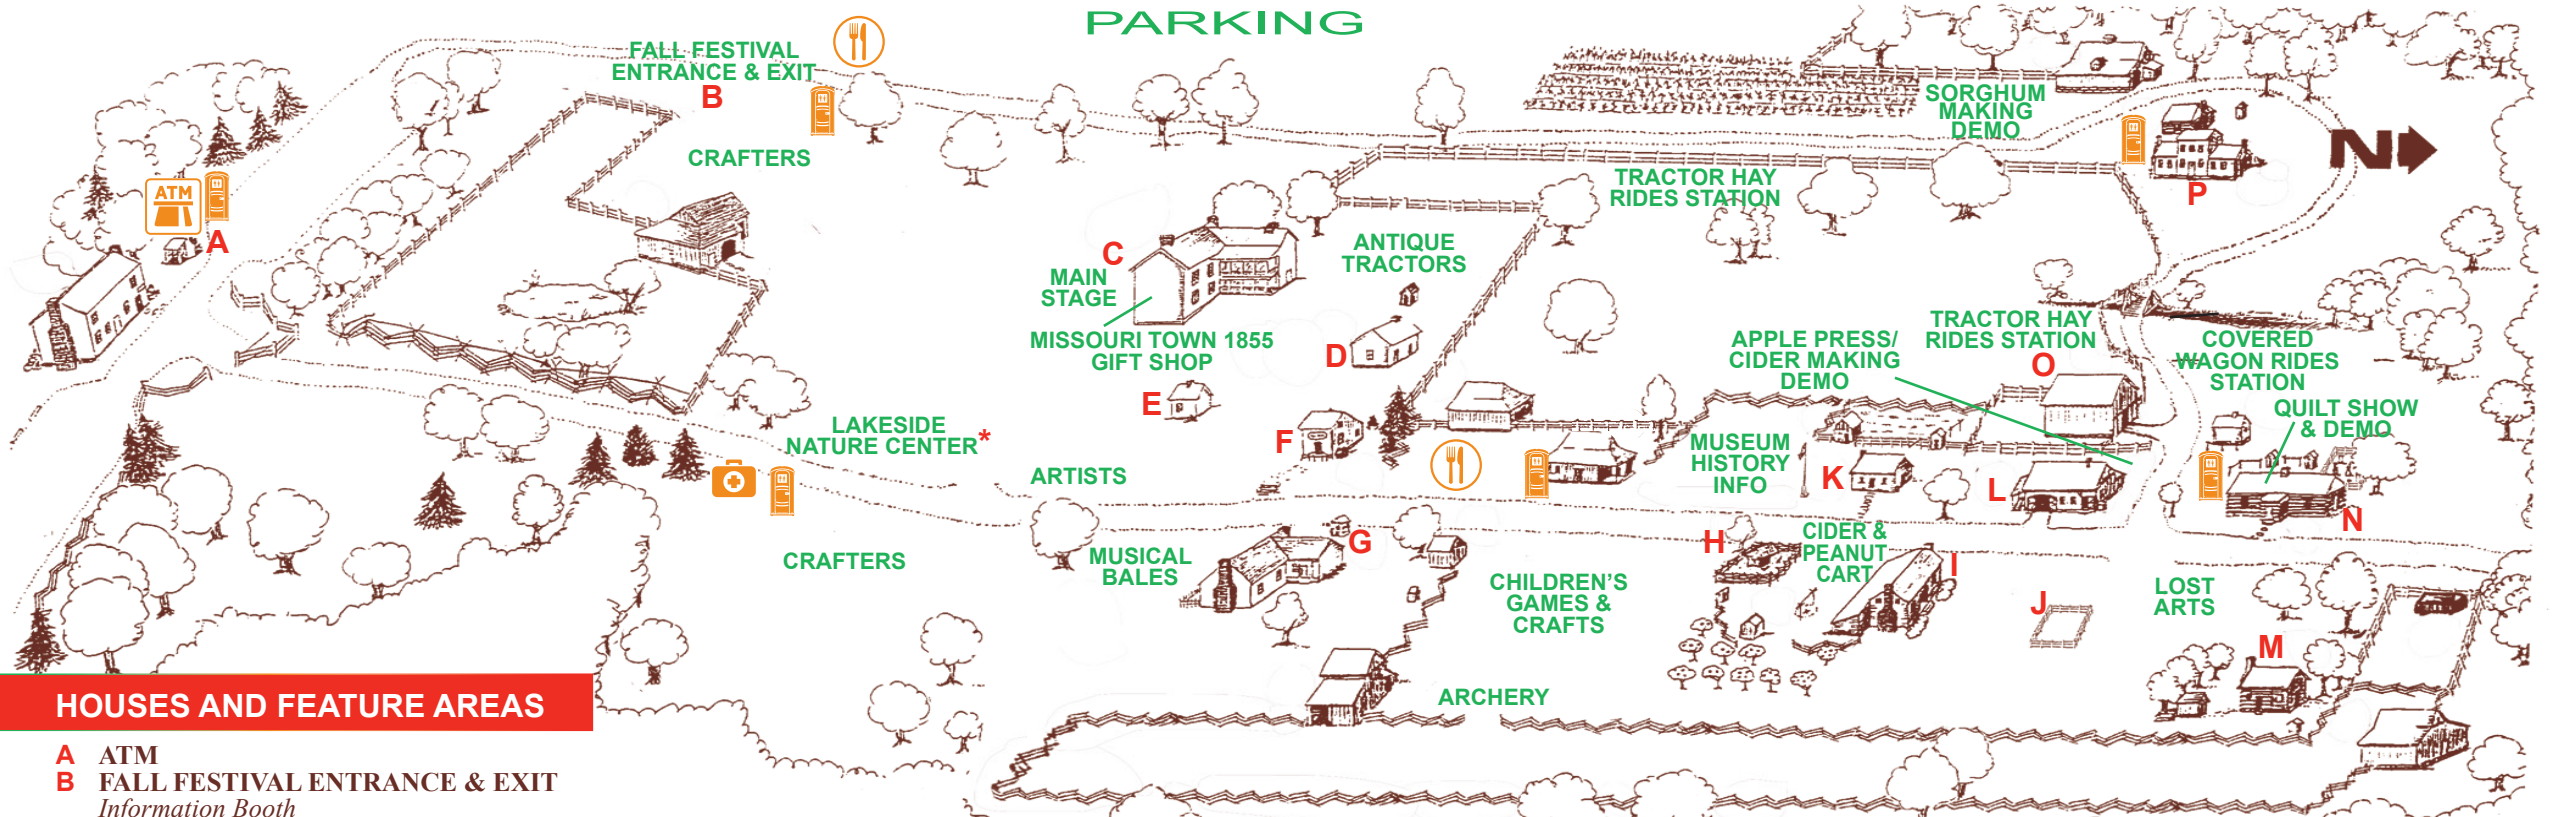 PARKING
FALL FESTIVAL
ENTRANCE & EXIT
B
CRAFTERS
ATM
A
SORGHUM
MAKING
DEMO
N
P
TRACTOR HAY
RIDES STATION
C
MAIN
STAGE
ANTIQUE
TRACTORS
MISSOURI TOWN 1855
GIFT SHOP
D
E
F
APPLE PRESS/
CIDER MAKING
DEMO
TRACTOR HAY
RIDES STATION
O
COVERED
WAGON RIDES
STATION
QUILT SHOW
& DEMO
LAKESIDE
NATURE CENTER*
ARTISTS
MUSEUM
HISTORY
INFO
K
L
N
CRAFTERS
MUSICAL
BALES
G
CHILDREN'S
GAMES &
CRAFTS
H
CIDER &
PEANUT
CART
I
J
LOST
ARTS
M
ARCHERY
HOUSES AND FEATURE AREAS
A ATM
B FALL FESTIVAL ENTRANCE & EXIT
Information Booth